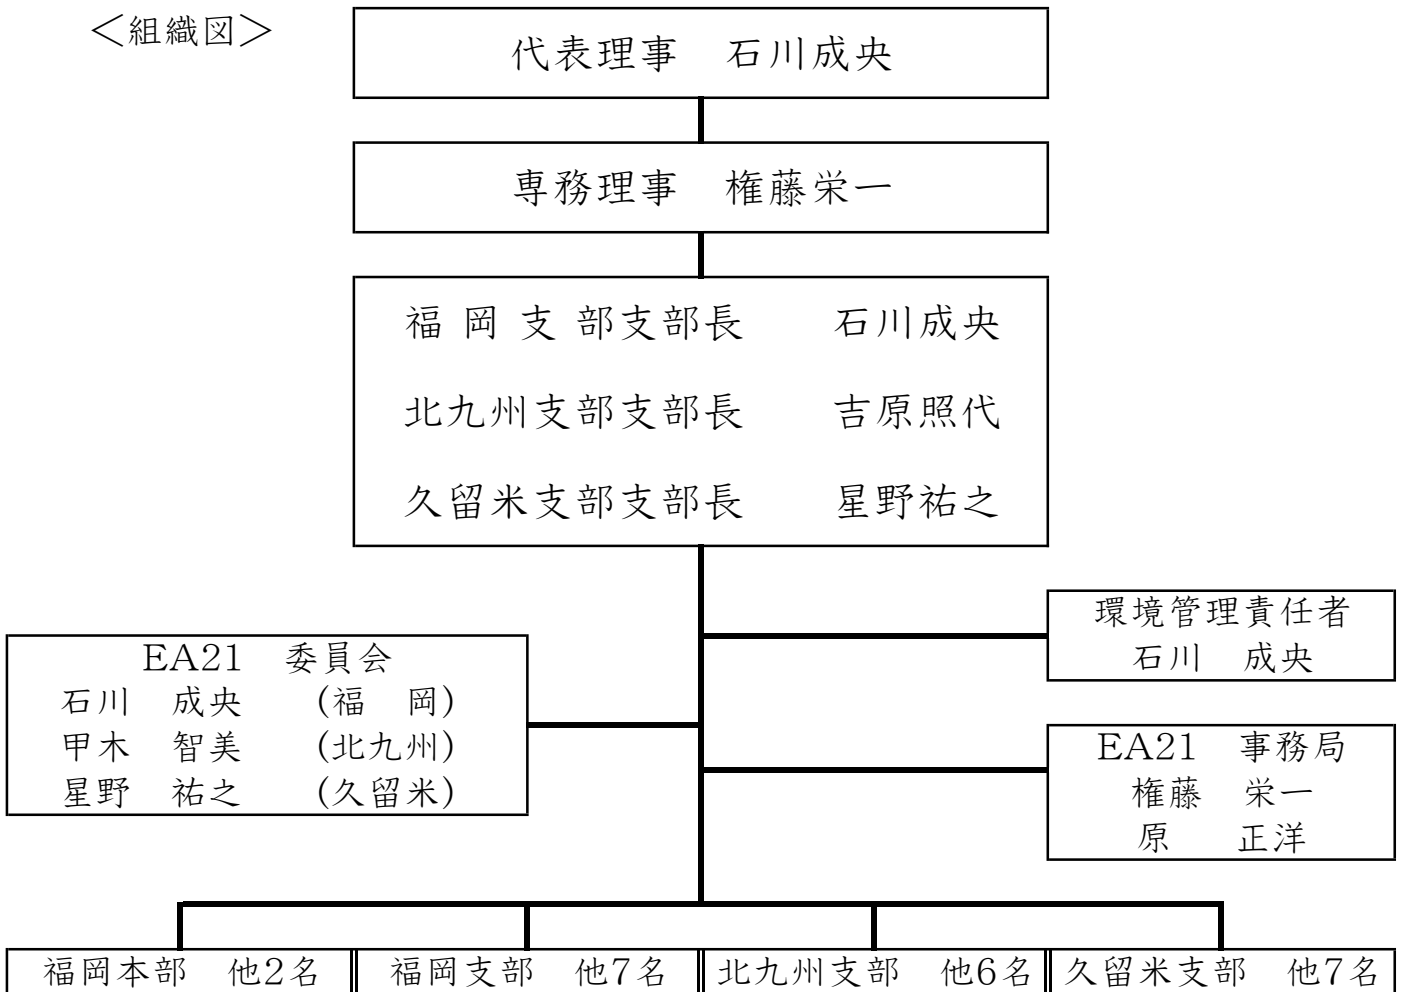 ＜組織図＞
代表理事　石川成央
専務理事　権藤栄一
福 岡 支 部支部長　　石川成央
北九州支部支部長　　吉原照代
久留米支部支部長　　星野祐之
環境管理責任者
石川　成央
EA21　委員会
石川　成央　　(福　岡)
甲木　智美　　(北九州)
星野　祐之　　(久留米)
EA21　事務局
権藤　栄一
原　　正洋
福岡本部　他2名
福岡支部　他7名
北九州支部　他6名
久留米支部　他7名